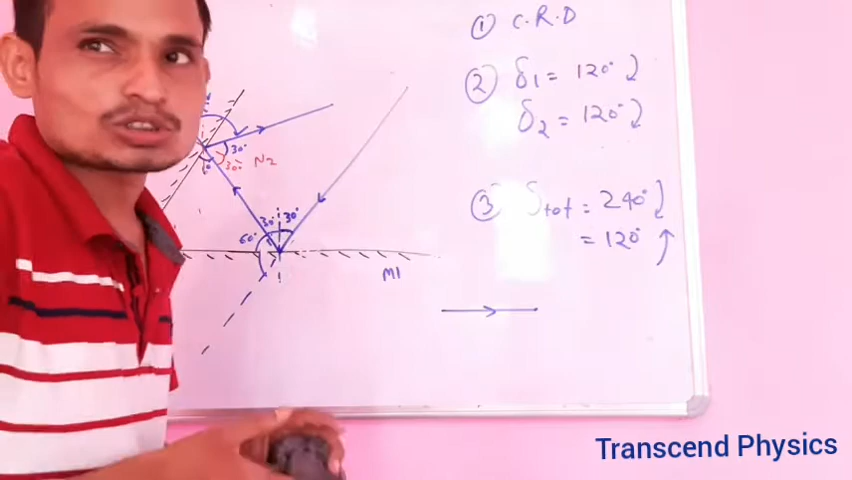 ① C.R.D
② δ1 = 120°
δ2 = 120°
③ δtot = 240°
= 120°
30°
30° N2
30° 30°
60°
M1
Transcend Physics